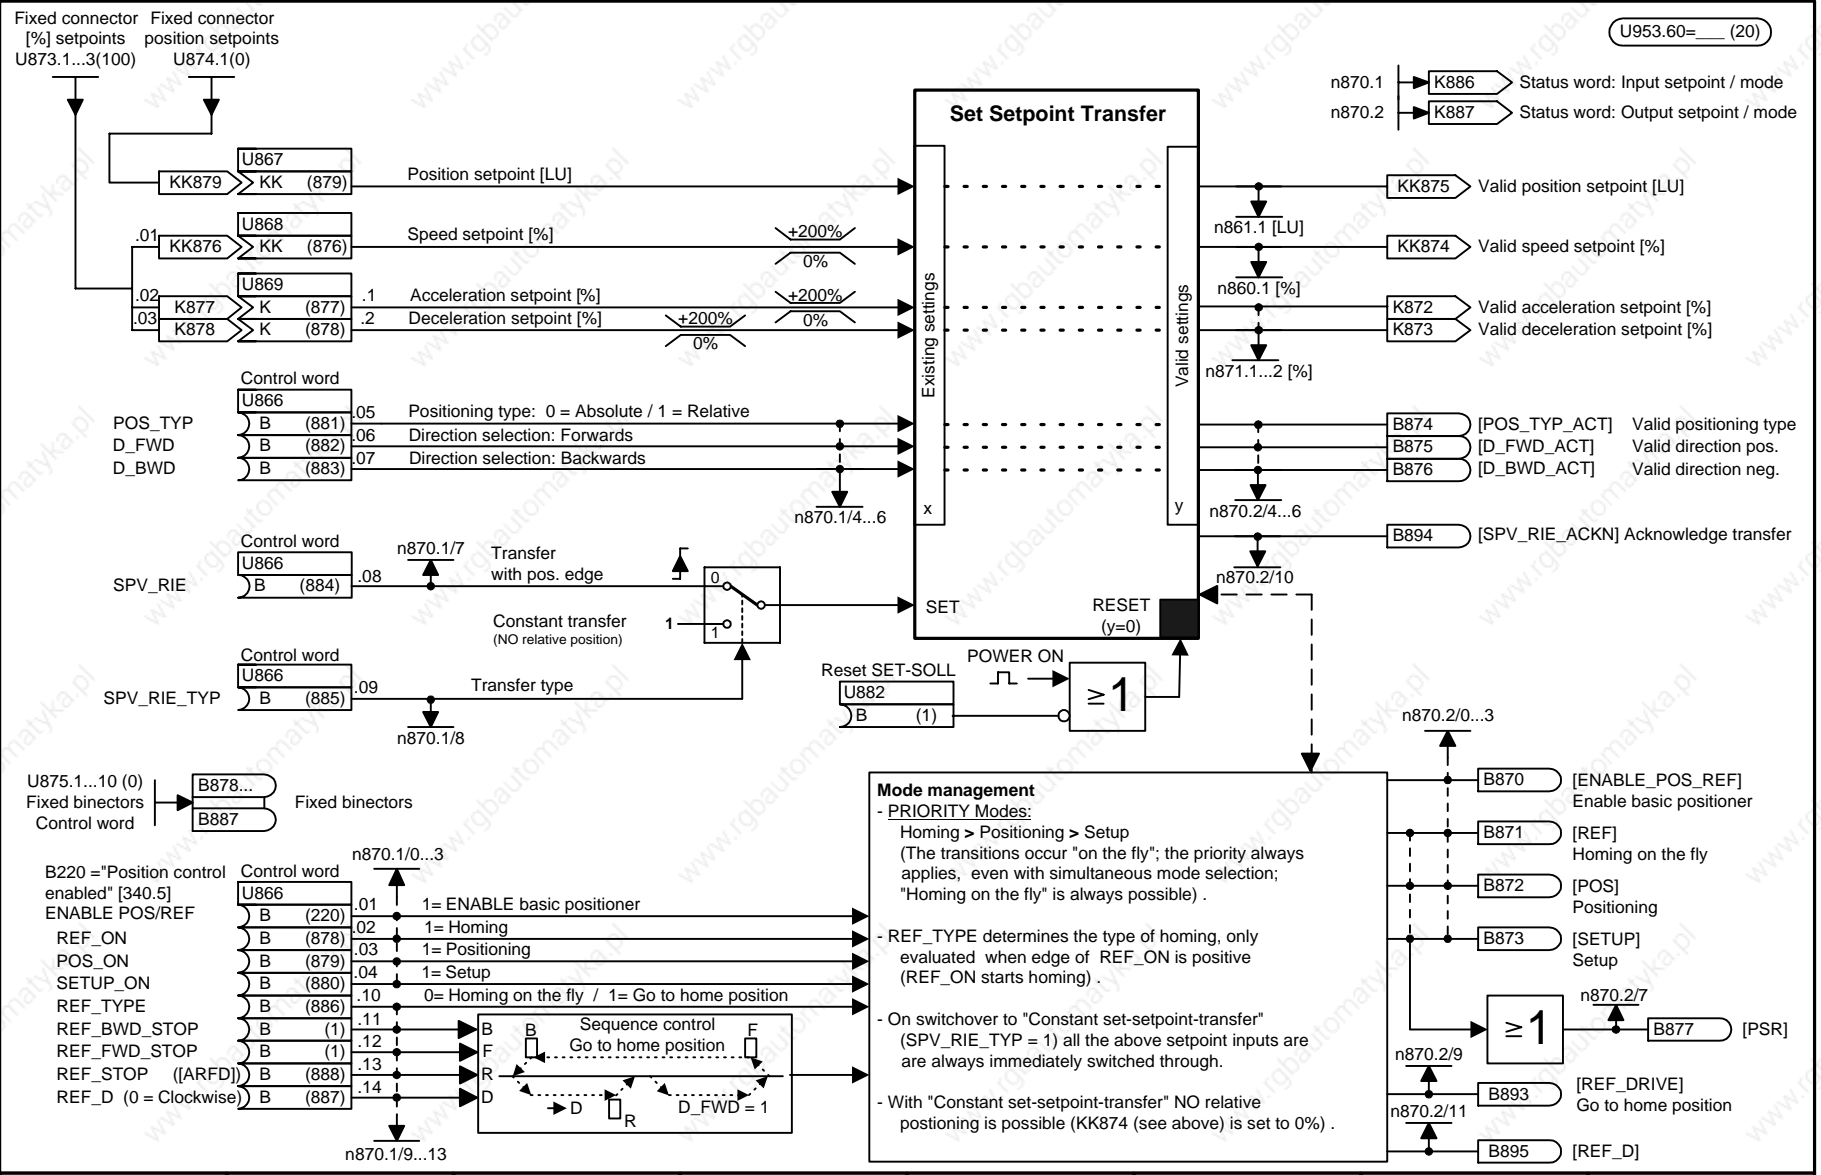 Fixed connector
[%] setpoints
U873.1...3(100)
Fixed connector
position setpoints
U874.1(0)
U953.60=___ (20)
n870.1
K886
Status word: Input setpoint / mode
n870.2
K887
Status word: Output setpoint / mode
Set Setpoint Transfer
U867
KK879
KK (879)
Position setpoint [LU]
KK875
Valid position setpoint [LU]
n861.1 [LU]
U868
.01
KK876
KK (876)
Speed setpoint [%]
+200%
0%
KK874
Valid speed setpoint [%]
n860.1 [%]
U869
.02
K877
K (877)
.1
Acceleration setpoint [%]
+200%
0%
K872
Valid acceleration setpoint [%]
.03
K878
K (878)
.2
Deceleration setpoint [%]
+200%
0%
K873
Valid deceleration setpoint [%]
n871.1...2 [%]
Existing settings
x
Valid settings
y
Control word
U866
POS_TYP
B (881)
.05
Positioning type: 0 = Absolute / 1 = Relative
D_FWD
B (882)
.06
Direction selection: Forwards
D_BWD
B (883)
.07
Direction selection: Backwards
n870.1/4...6
B874
[POS_TYP_ACT] Valid positioning type
B875
[D_FWD_ACT] Valid direction pos.
B876
[D_BWD_ACT] Valid direction neg.
n870.2/4...6
B894
[SPV_RIE_ACKN] Acknowledge transfer
n870.2/10
Control word
U866
SPV_RIE
B (884)
.08
n870.1/7
Transfer
with pos. edge
0
Constant transfer
(NO relative position)
1
1
SET
RESET
(y=0)
Control word
U866
SPV_RIE_TYP
B (885)
.09
Transfer type
n870.1/8
Reset SET-SOLL
U882
B (1)
POWER ON
≥1
U875.1...10 (0)
Fixed binectors
Control word
B878...
B887
Fixed binectors
n870.1/0...3
B220 ="Position control
enabled" [340.5]
Control word
U866
ENABLE POS/REF
B (220)
.01
1= ENABLE basic positioner
REF_ON
B (878)
.02
1= Homing
POS_ON
B (879)
.03
1= Positioning
SETUP_ON
B (880)
.04
1= Setup
REF_TYPE
B (886)
.10
0= Homing on the fly / 1= Go to home position
REF_BWD_STOP
B (1)
.11
REF_FWD_STOP
B (1)
.12
REF_STOP ([ARFD])
B (888)
.13
REF_D (0 = Clockwise)
B (887)
.14
n870.1/9...13
B
F
R
D
Sequence control
Go to home position
B
F
D
R
D_FWD = 1
Mode management
- PRIORITY Modes:
Homing > Positioning > Setup
(The transitions occur "on the fly"; the priority always
applies, even with simultaneous mode selection;
"Homing on the fly" is always possible) .
- REF_TYPE determines the type of homing, only
evaluated when edge of REF_ON is positive
(REF_ON starts homing) .
- On switchover to "Constant set-setpoint-transfer"
(SPV_RIE_TYP = 1) all the above setpoint inputs are
are always immediately switched through.
- With "Constant set-setpoint-transfer" NO relative
postioning is possible (KK874 (see above) is set to 0%) .
n870.2/0...3
B870
[ENABLE_POS_REF]
Enable basic positioner
B871
[REF]
Homing on the fly
B872
[POS]
Positioning
B873
[SETUP]
Setup
≥1
n870.2/7
B877
[PSR]
n870.2/9
B893
[REF_DRIVE]
Go to home position
n870.2/11
B895
[REF_D]
www.rgbautomatyka.pl